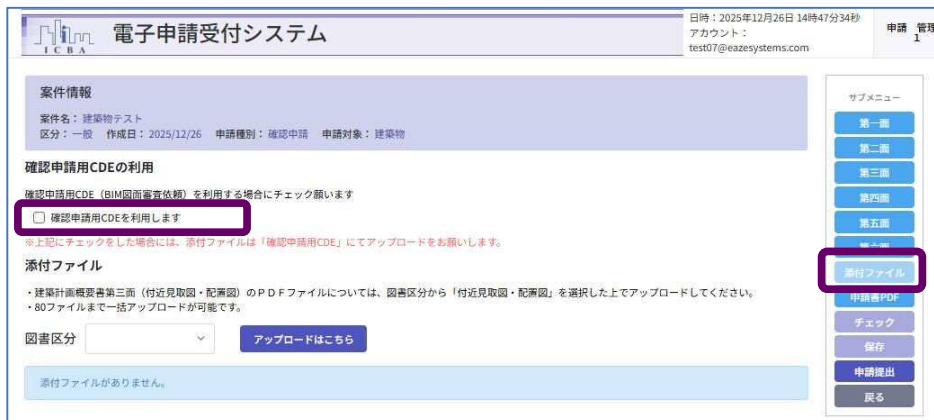 ICBA
電子申請受付システム
日時：2025年12月26日 14時47分34秒
アカウント：
test07@eazesystems.com
申請 管理
1
案件情報
案件名： 建築物テスト
区分： 一般 作成日： 2025/12/26 申請種別： 確認申請 申請対象： 建築物
確認申請用CDEの利用
確認申請用CDE（BIM図面審査依頼）を利用する場合にチェック願います
確認申請用CDEを利用します
※上記にチェックをした場合には、添付ファイルは「確認申請用CDE」にてアップロードをお願いします。
添付ファイル
・建築計画概要書第三面（付近見取図・配置図）のＰＤＦファイルについては、図書区分から「付近見取図・配置図」を選択した上でアップロードしてください。
・80ファイルまで一括アップロードが可能です。
図書区分
アップロードはこちら
添付ファイルがありません。
サブメニュー
第一面
第二面
第三面
第四面
第五面
第六面
添付ファイル
申請書PDF
チェック
保存
申請提出
戻る